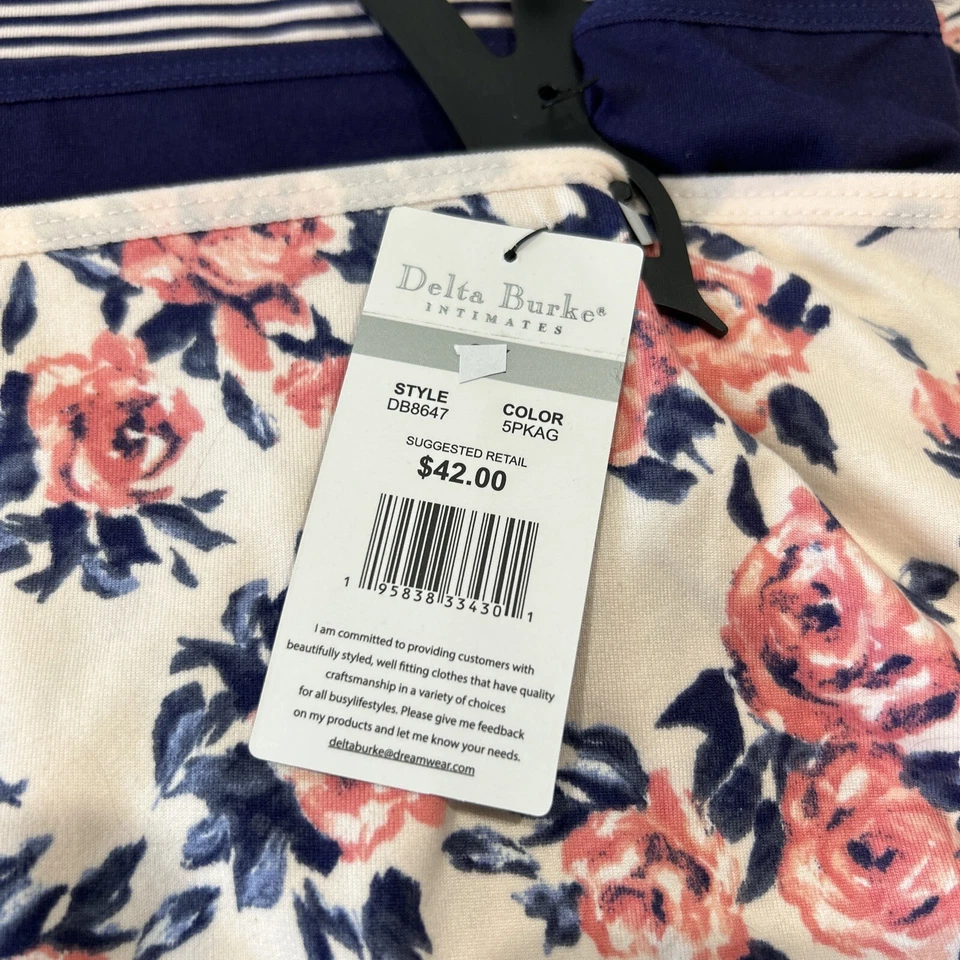 Delta Burke®
INTIMATES
STYLE
DB8647
COLOR
5PKAG
SUGGESTED RETAIL
$42.00
1 95838 33430 1
I am committed to providing customers with
beautifully styled, well fitting clothes that have quality
craftsmanship in a variety of choices
for all busylifestyles. Please give me feedback
on my products and let me know your needs.
deltaburke@dreamwear.com